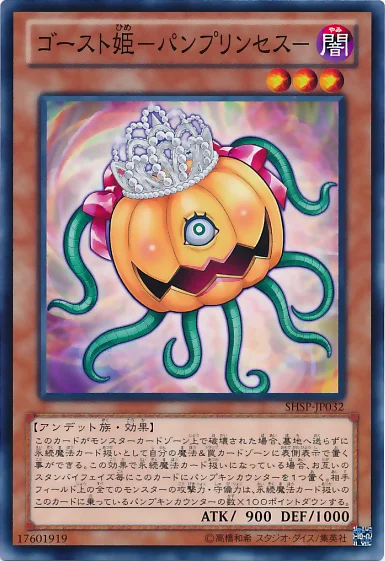 ひめ
ゴースト姫－パンプリンセス－
やみ
闇
SHSP-JP032
【アンデット族・効果】
このカードがモンスターカードゾーン上で破壊された場合、墓地へ送らずに
永続魔法カード扱いとして自分の魔法&罠カードゾーンに表側表示で置く
事ができる。この効果で永続魔法カード扱いになっている場合、お互いの
スタンバイフェイズ毎にこのカードにパンプキンカウンターを1つ置く。相手
フィールド上の全てのモンスターの攻撃力・守備力は、永続魔法カード扱いの
このカードに乗っているパンプキンカウンターの数×100ポイントダウンする。
ATK/ 900 DEF/1000
17601919
©高橋和希 スタジオ・ダイス/集英社